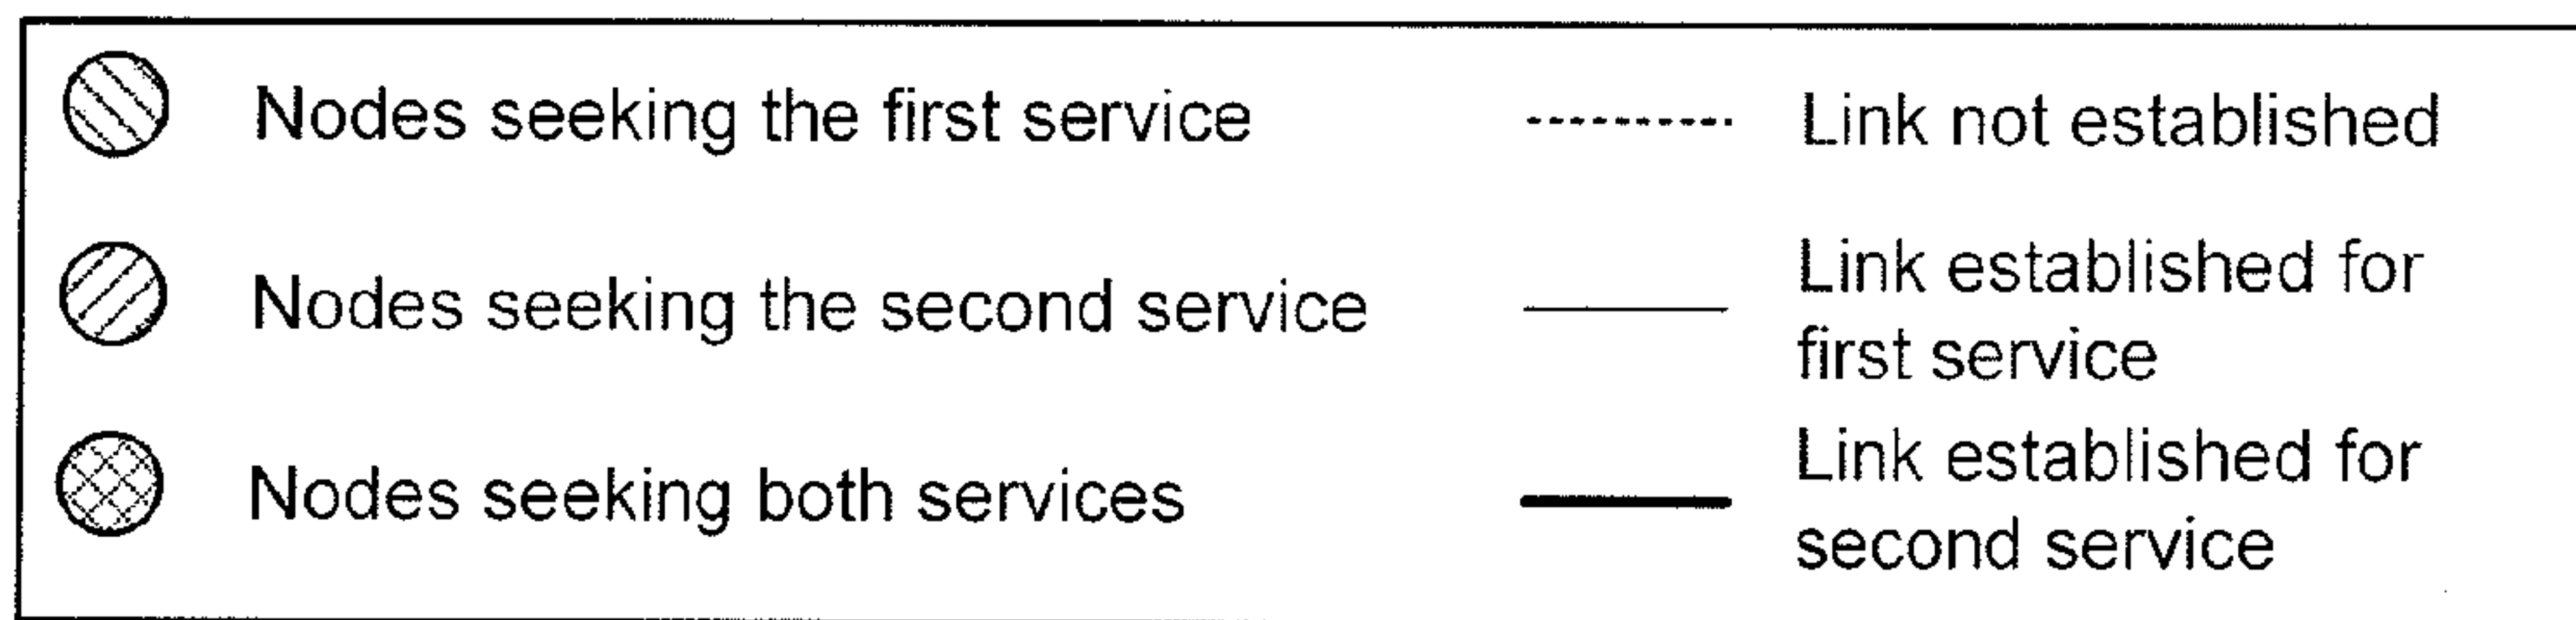 Nodes seeking the first service
Link not established
Nodes seeking the second service
Link established for
first service
Nodes seeking both services
Link established for
second service